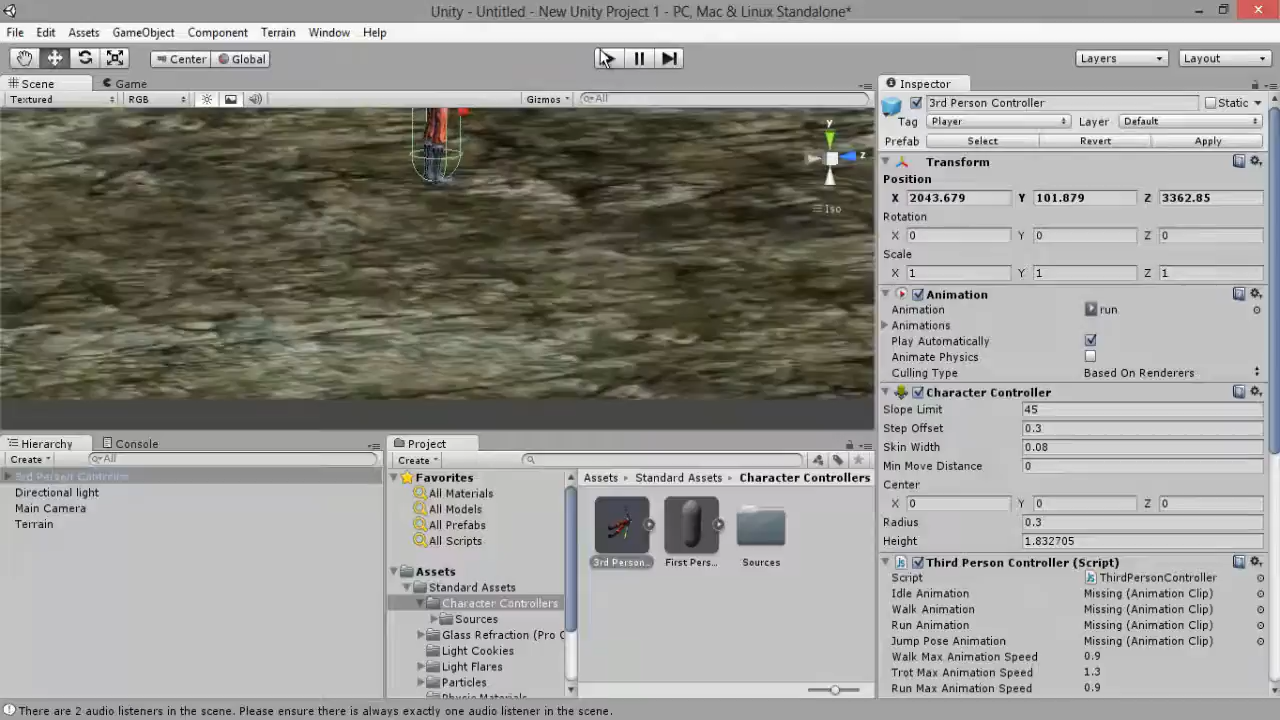 Unity - Untitled - New Unity Project 1 - PC, Mac & Linux Standalone*
File Edit Assets GameObject Component Terrain Window Help
Center Global Layers Layout
Scene Game
Textured RGB Gizmos All
y
z
Iso
Hierarchy Console
Create All
3rd Person Controller
Directional light
Main Camera
Terrain
Project
Create
Favorites
All Materials
All Models
All Prefabs
All Scripts
Assets
Standard Assets
Character Controllers
Sources
Glass Refraction (Pro
Light Cookies
Light Flares
Particles
Physic Materials
Assets Standard Assets Character Controllers
3rd Person... First Pers... Sources
Inspector
3rd Person Controller Static
Tag Player Layer Default
Prefab Select Revert Apply
Transform
Position
X 2043.679 Y 101.879 Z 3362.85
Rotation
X 0 Y 0 Z 0
Scale
X 1 Y 1 Z 1
Animation
Animation run
Animations
Play Automatically
Animate Physics
Culling Type Based On Renderers
Character Controller
Slope Limit 45
Step Offset 0.3
Skin Width 0.08
Min Move Distance 0
Center
X 0 Y 0 Z 0
Radius 0.3
Height 1.832705
Third Person Controller (Script)
Script ThirdPersonController
Idle Animation Missing (Animation Clip)
Walk Animation Missing (Animation Clip)
Run Animation Missing (Animation Clip)
Jump Pose Animation Missing (Animation Clip)
Walk Max Animation Speed 0.9
Trot Max Animation Speed 1.3
Run Max Animation Speed 0.9
There are 2 audio listeners in the scene. Please ensure there is always exactly one audio listener in the scene.